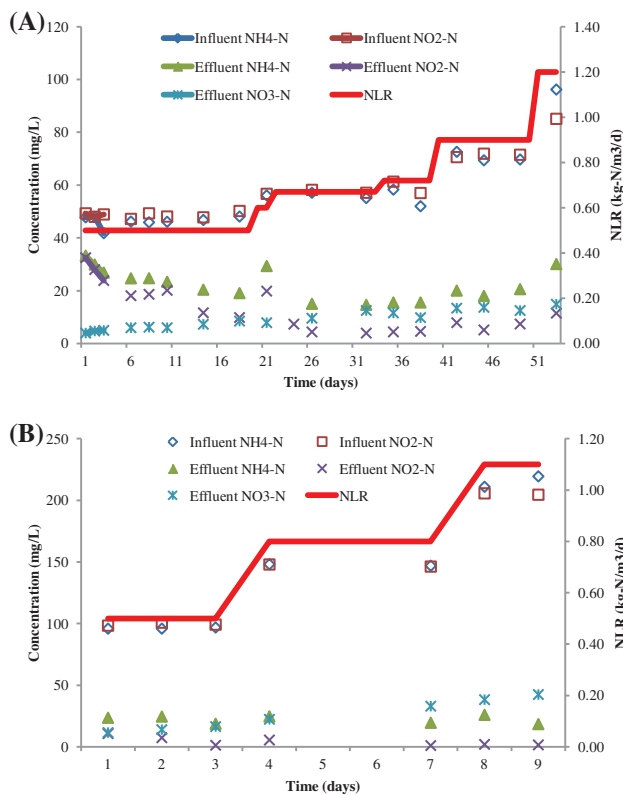 (A)
Influent NH4-N
Influent NO2-N
Effluent NH4-N
Effluent NO2-N
Effluent NO3-N
NLR
Concentration (mg/L)
120
100
80
60
40
20
0
NLR (kg-N/m3/d)
1.40
1.20
1.00
0.80
0.60
0.40
0.20
0.00
1 6 11 16 21 26 31 36 41 46 51
Time (days)
(B)
Influent NH4-N
Influent NO2-N
Effluent NH4-N
Effluent NO2-N
Effluent NO3-N
NLR
Concentration (mg/L)
250
200
150
100
50
0
NLR (kg-N/m3/d)
1.20
1.00
0.80
0.60
0.40
0.20
0.00
1 2 3 4 5 6 7 8 9
Time (days)